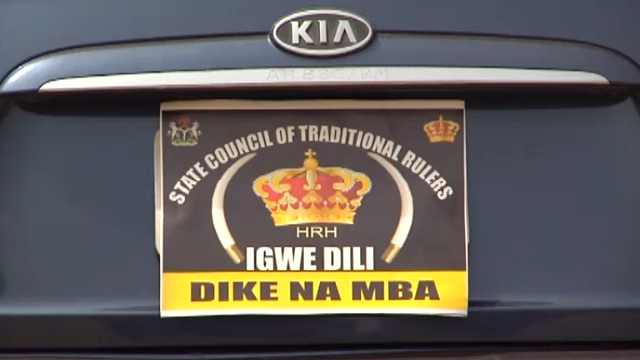 KIA
STATE COUNCIL OF TRADITIONAL RULERS
HRH
IGWE DILI
DIKE NA MBA